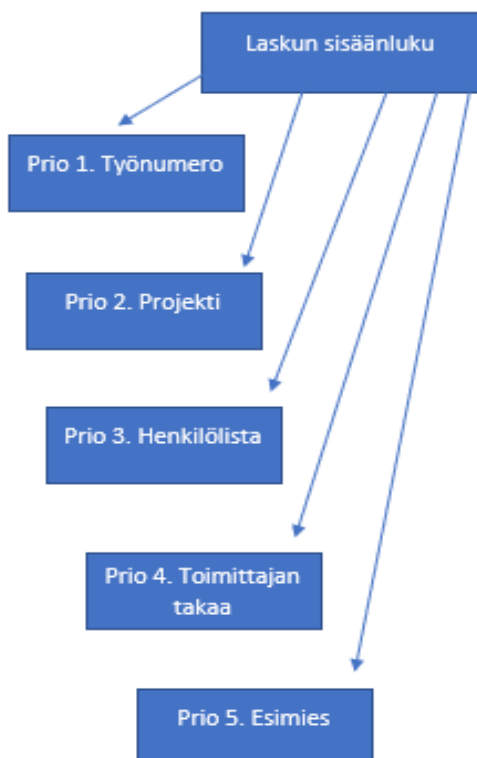 Laskun sisäänluku
Prio 1. Työnumero
Prio 2. Projekti
Prio 3. Henkilölista
Prio 4. Toimittajan
takaa
Prio 5. Esimies